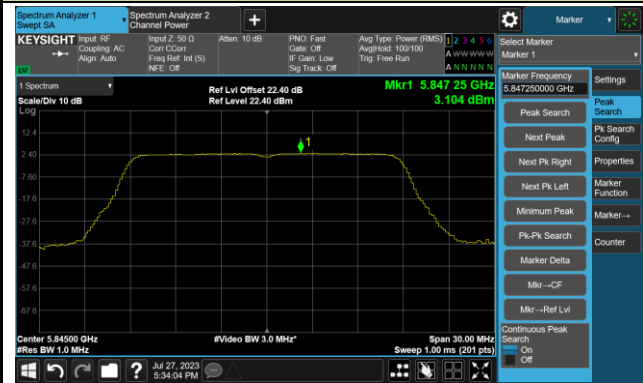 Spectrum Analyzer 1
Swept SA
Spectrum Analyzer 2
Channel Power
+
Marker
KEYSIGHT
Input: RF
Coupling: AC
Align: Auto
Input Z: 50 Ω
Corr CCorr
Freq Ref: Int (S)
NFE: Off
Atten: 10 dB
PNO: Fast
Gate: Off
IF Gain: Low
Sig Track: Off
Avg Type: Power (RMS)
Avg|Hold: 100/100
Trig: Free Run
1 2 3 4 5 6
A W W W W W
A N N N N N
Select Marker
Marker 1
1 Spectrum
Scale/Div 10 dB
Log
Ref Lvl Offset 22.40 dB
Ref Level 22.40 dBm
Mkr1 5.847 25 GHz
3.104 dBm
12.4
2.40
-7.60
-17.6
-27.6
-37.6
-47.6
-57.6
-67.6
1
Center 5.84500 GHz
#Res BW 1.0 MHz
#Video BW 3.0 MHz*
Span 30.00 MHz
Sweep 1.00 ms (201 pts)
Marker Frequency
5.847250000 GHz
Peak Search
Next Peak
Next Pk Right
Next Pk Left
Minimum Peak
Pk-Pk Search
Marker Delta
Mkr→CF
Mkr→Ref Lvl
Continuous Peak
Search
On
Off
Settings
Peak
Search
Pk Search
Config
Properties
Marker
Function
Marker→
Counter
?
Jul 27, 2023
5:34:04 PM